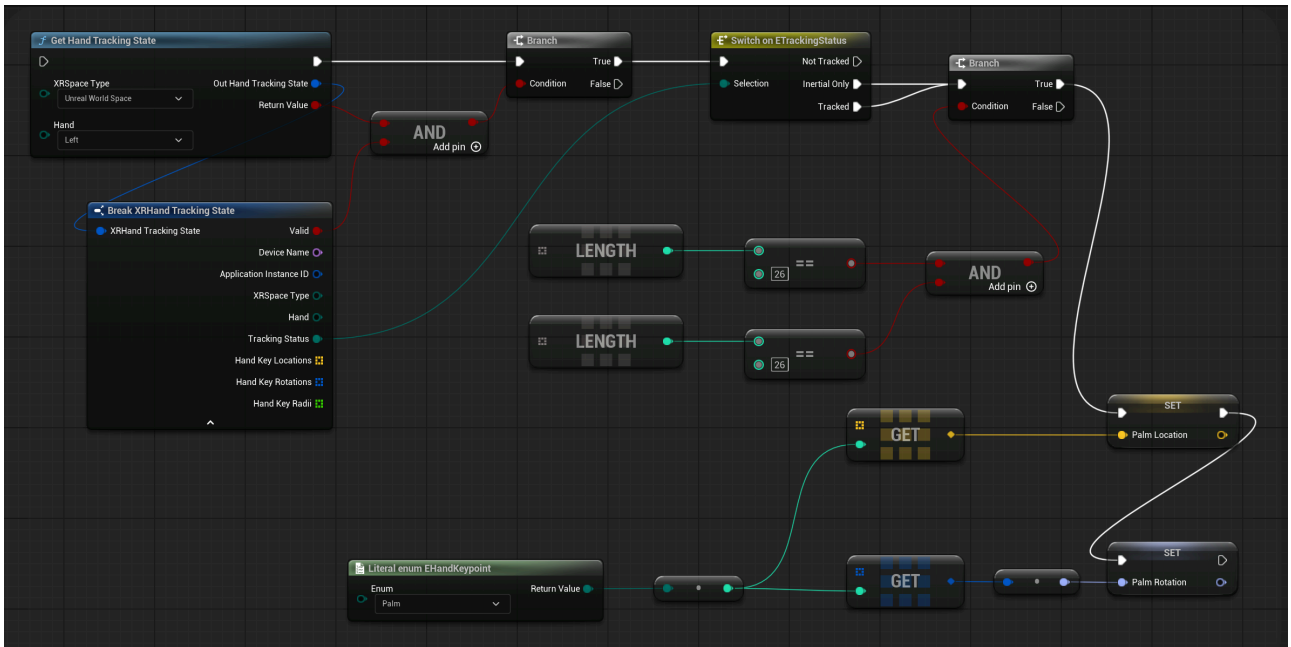 Get Hand Tracking State
XRSpace Type
Unreal World Space
Hand
Left
Out Hand Tracking State
Return Value
AND
Add pin
Branch
Condition
True
False
Switch on ETrackingStatus
Selection
Not Tracked
Inertial Only
Tracked
Branch
Condition
True
False
Break XRHand Tracking State
XRHand Tracking State
Valid
Device Name
Application Instance ID
XRSpace Type
Hand
Tracking Status
Hand Key Locations
Hand Key Rotations
Hand Key Radii
LENGTH
==
26
LENGTH
==
26
AND
Add pin
GET
SET
Palm Location
Literal enum EHandKeypoint
Enum
Palm
Return Value
GET
SET
Palm Rotation